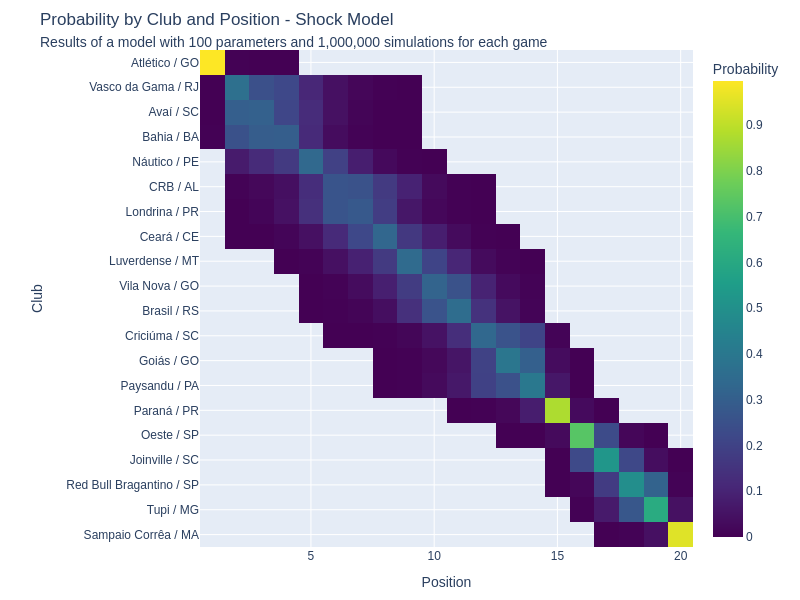 Probability by Club and Position - Shock Model
Results of a model with 100 parameters and 1,000,000 simulations for each game
Probability
Club
Atlético / GO
Vasco da Gama / RJ
Avaí / SC
Bahia / BA
Náutico / PE
CRB / AL
Londrina / PR
Ceará / CE
Luverdense / MT
Vila Nova / GO
Brasil / RS
Criciúma / SC
Goiás / GO
Paysandu / PA
Paraná / PR
Oeste / SP
Joinville / SC
Red Bull Bragantino / SP
Tupi / MG
Sampaio Corrêa / MA
0.9
0.8
0.7
0.6
0.5
0.4
0.3
0.2
0.1
0
5 10 15 20
Position